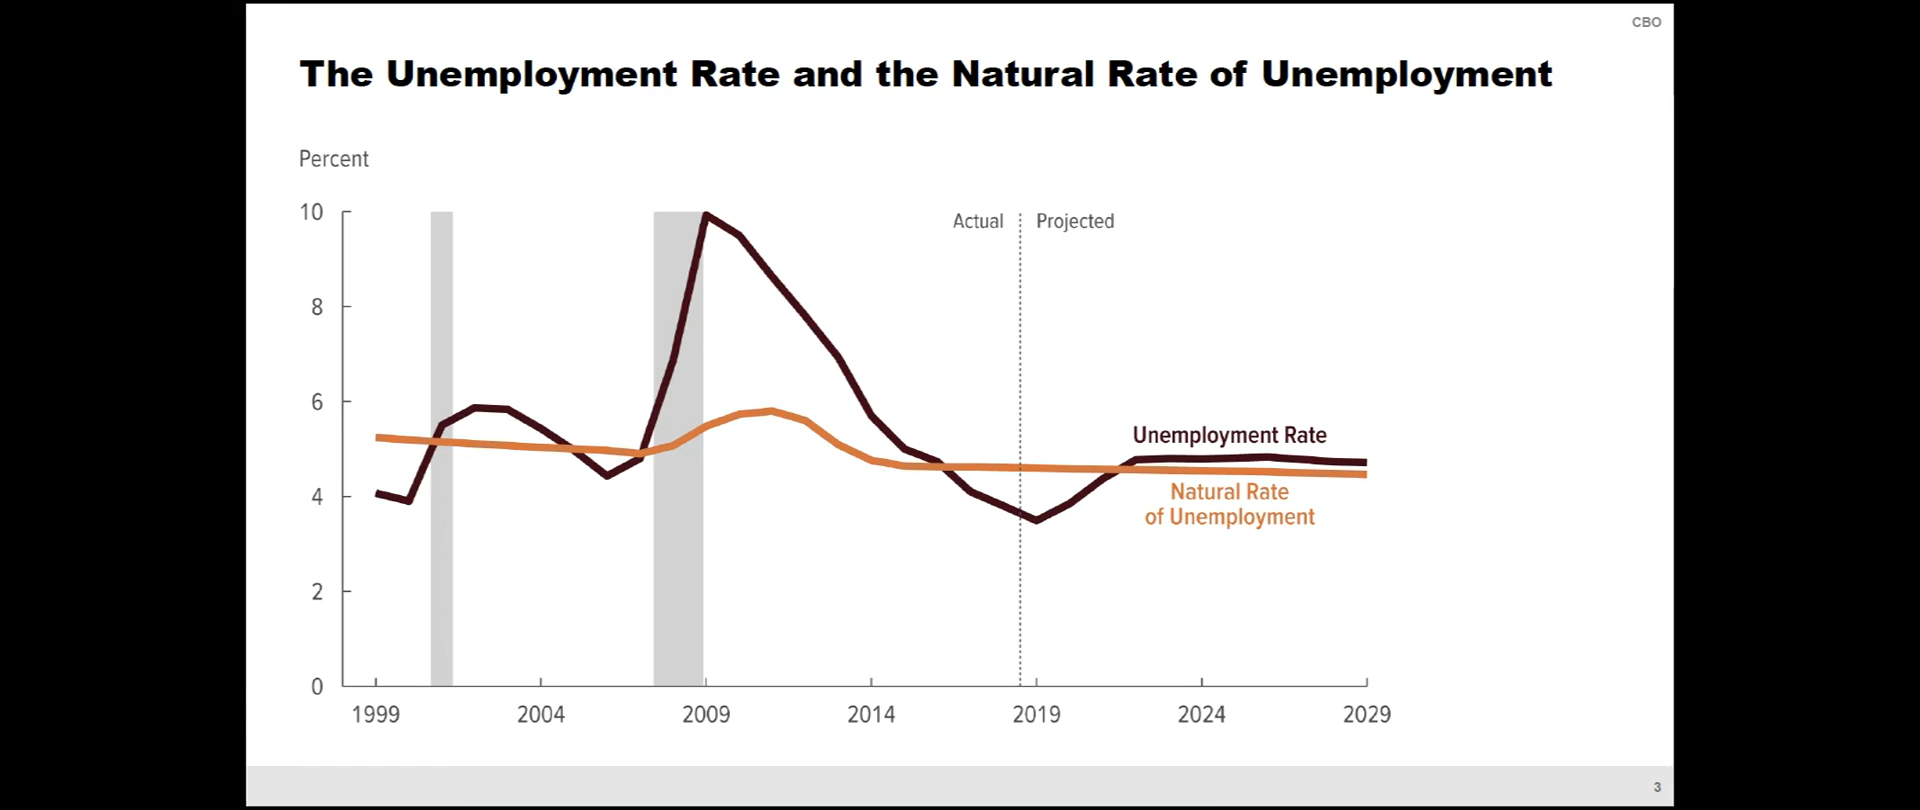 CBO
The Unemployment Rate and the Natural Rate of Unemployment
Percent
10
8
6
4
2
0
Actual
Projected
Unemployment Rate
Natural Rate
of Unemployment
1999 2004 2009 2014 2019 2024 2029
3